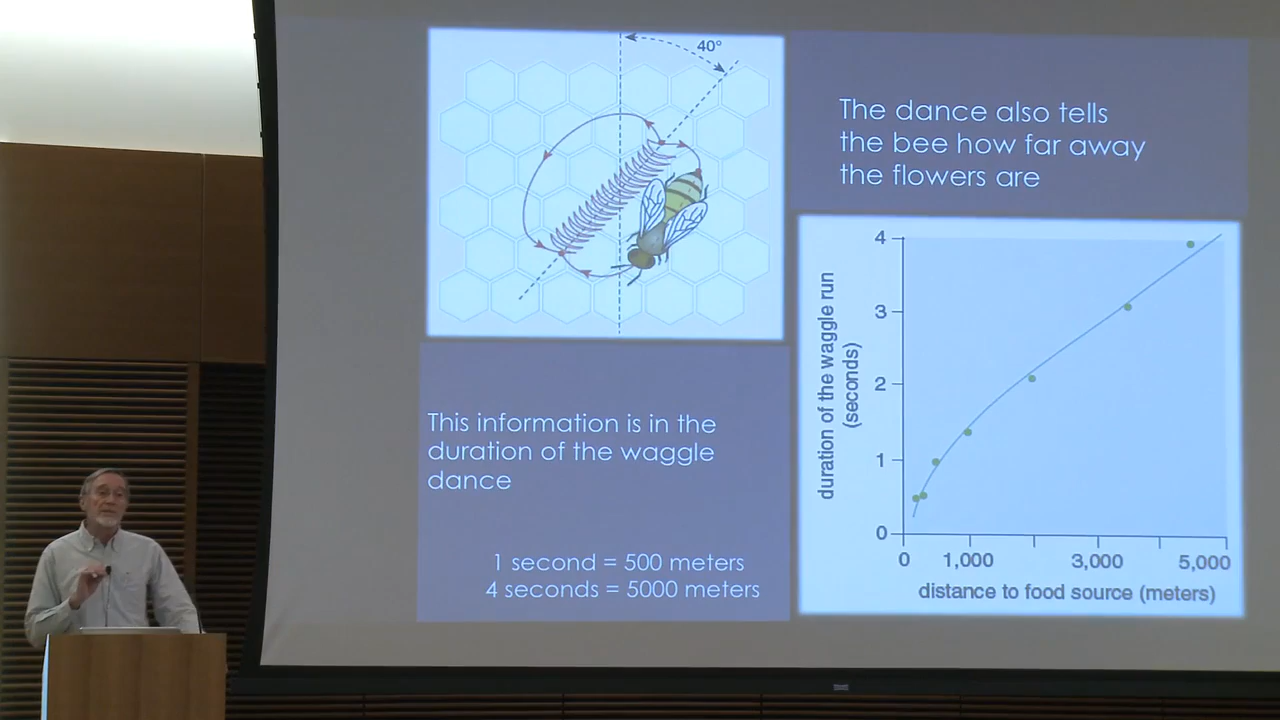 40°
The dance also tells
the bee how far away
the flowers are
This information is in the
duration of the waggle
dance
1 second = 500 meters
4 seconds = 5000 meters
duration of the waggle run
(seconds)
4
3
2
1
0
0 1,000 3,000 5,000
distance to food source (meters)